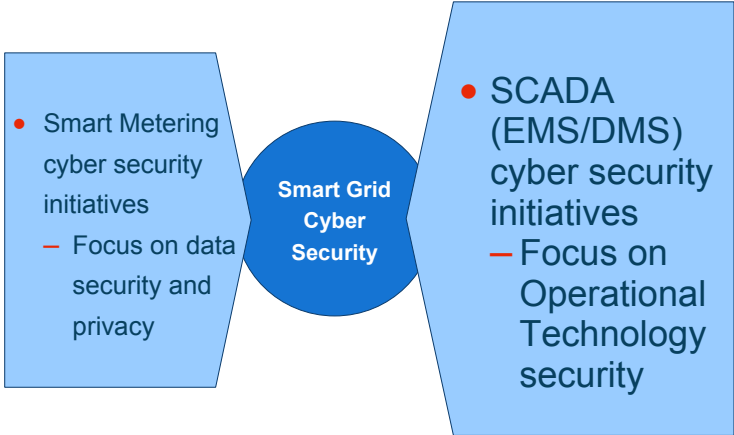 • Smart Metering
cyber security
initiatives
– Focus on data
security and
privacy
Smart Grid
Cyber
Security
• SCADA
(EMS/DMS)
cyber security
initiatives
– Focus on
Operational
Technology
security